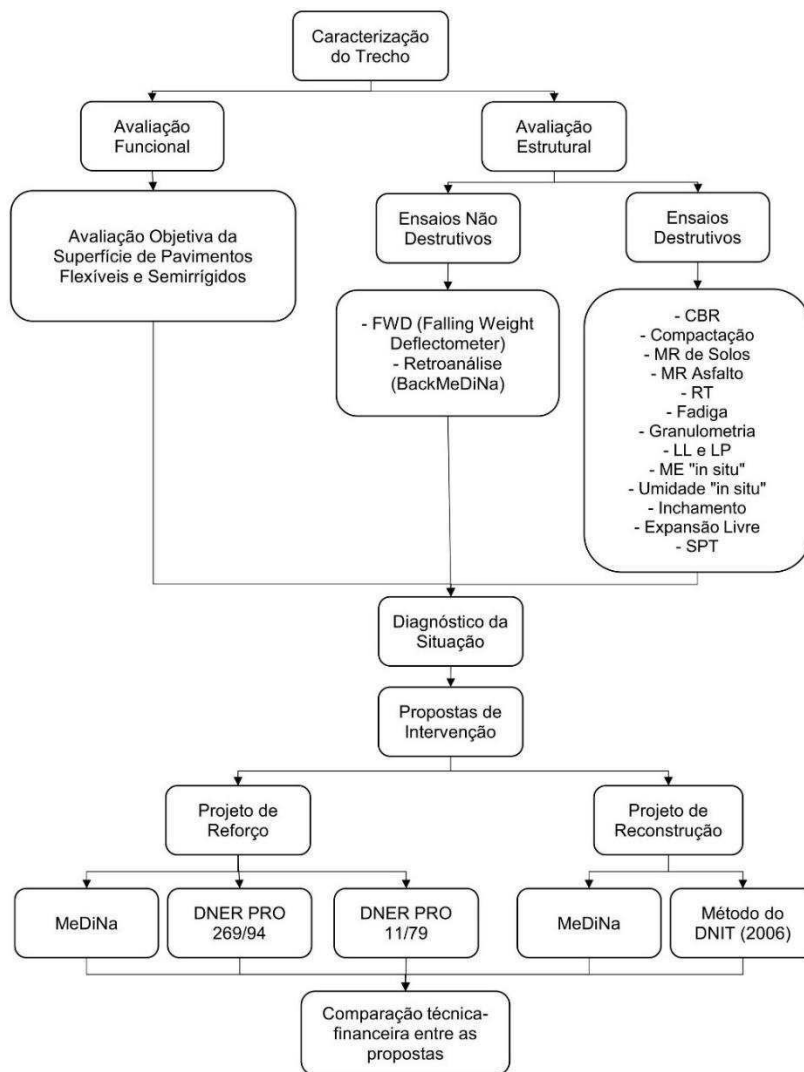 Caracterização
do Trecho
Avaliação
Funcional
Avaliação
Estrutural
Avaliação Objetiva da
Superfície de Pavimentos
Flexíveis e Semirrígidos
Ensaios Não
Destrutivos
Ensaios
Destrutivos
- FWD (Falling Weight
Deflectometer)
- Retroanálise
(BackMeDiNa)
- CBR
- Compactação
- MR de Solos
- MR Asfalto
- RT
- Fadiga
- Granulometria
- LL e LP
- ME "in situ"
- Umidade "in situ"
- Inchamento
- Expansão Livre
- SPT
Diagnóstico da
Situação
Propostas de
Intervenção
Projeto de
Reforço
Projeto de
Reconstrução
MeDiNa
DNER PRO
269/94
DNER PRO
11/79
MeDiNa
Método do
DNIT (2006)
Comparação técnica-
financeira entre as
propostas